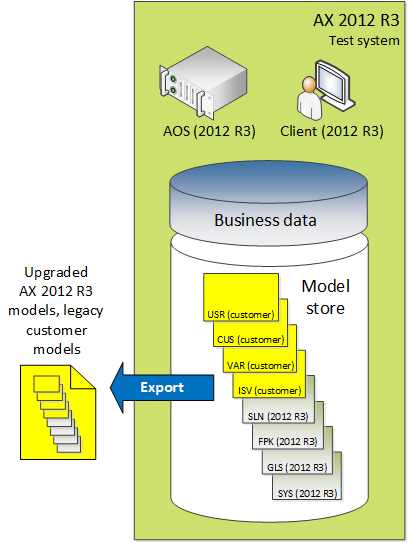 AX 2012 R3
Test system
AOS (2012 R3)
Client (2012 R3)
Business data
Model
store
USR (customer)
CUS (customer)
VAR (customer)
ISV (customer)
SLN (2012 R3)
FPK (2012 R3)
GLS (2012 R3)
SYS (2012 R3)
Upgraded
AX 2012 R3
models, legacy
customer
models
Export